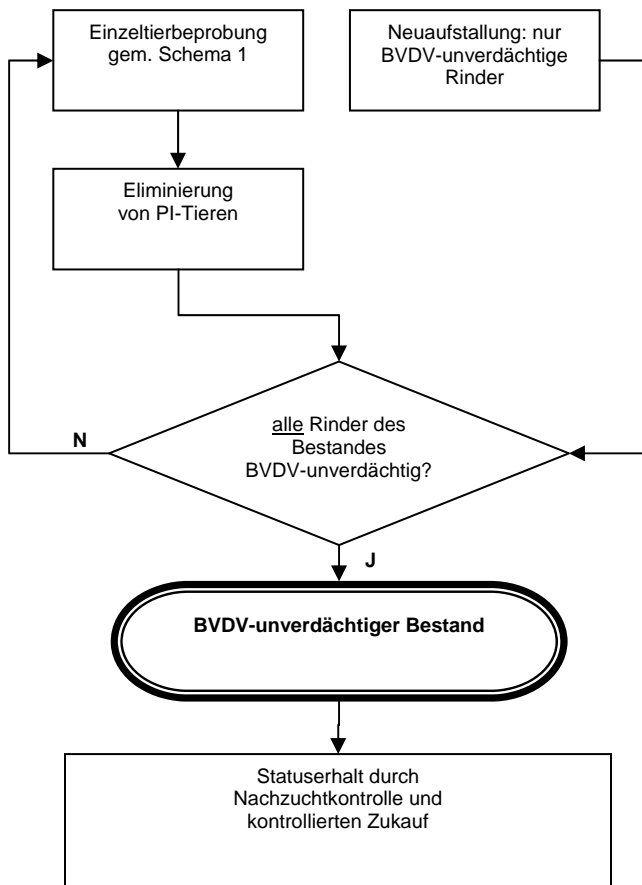 Einzeltierbeprobung
gem. Schema 1
Neuaufstallung: nur
BVDV-unverdächtige
Rinder
Eliminierung
von PI-Tieren
N
alle Rinder des
Bestandes
BVDV-unverdächtig?
J
BVDV-unverdächtiger Bestand
Statuserhalt durch
Nachzuchtkontrolle und
kontrollierten Zukauf